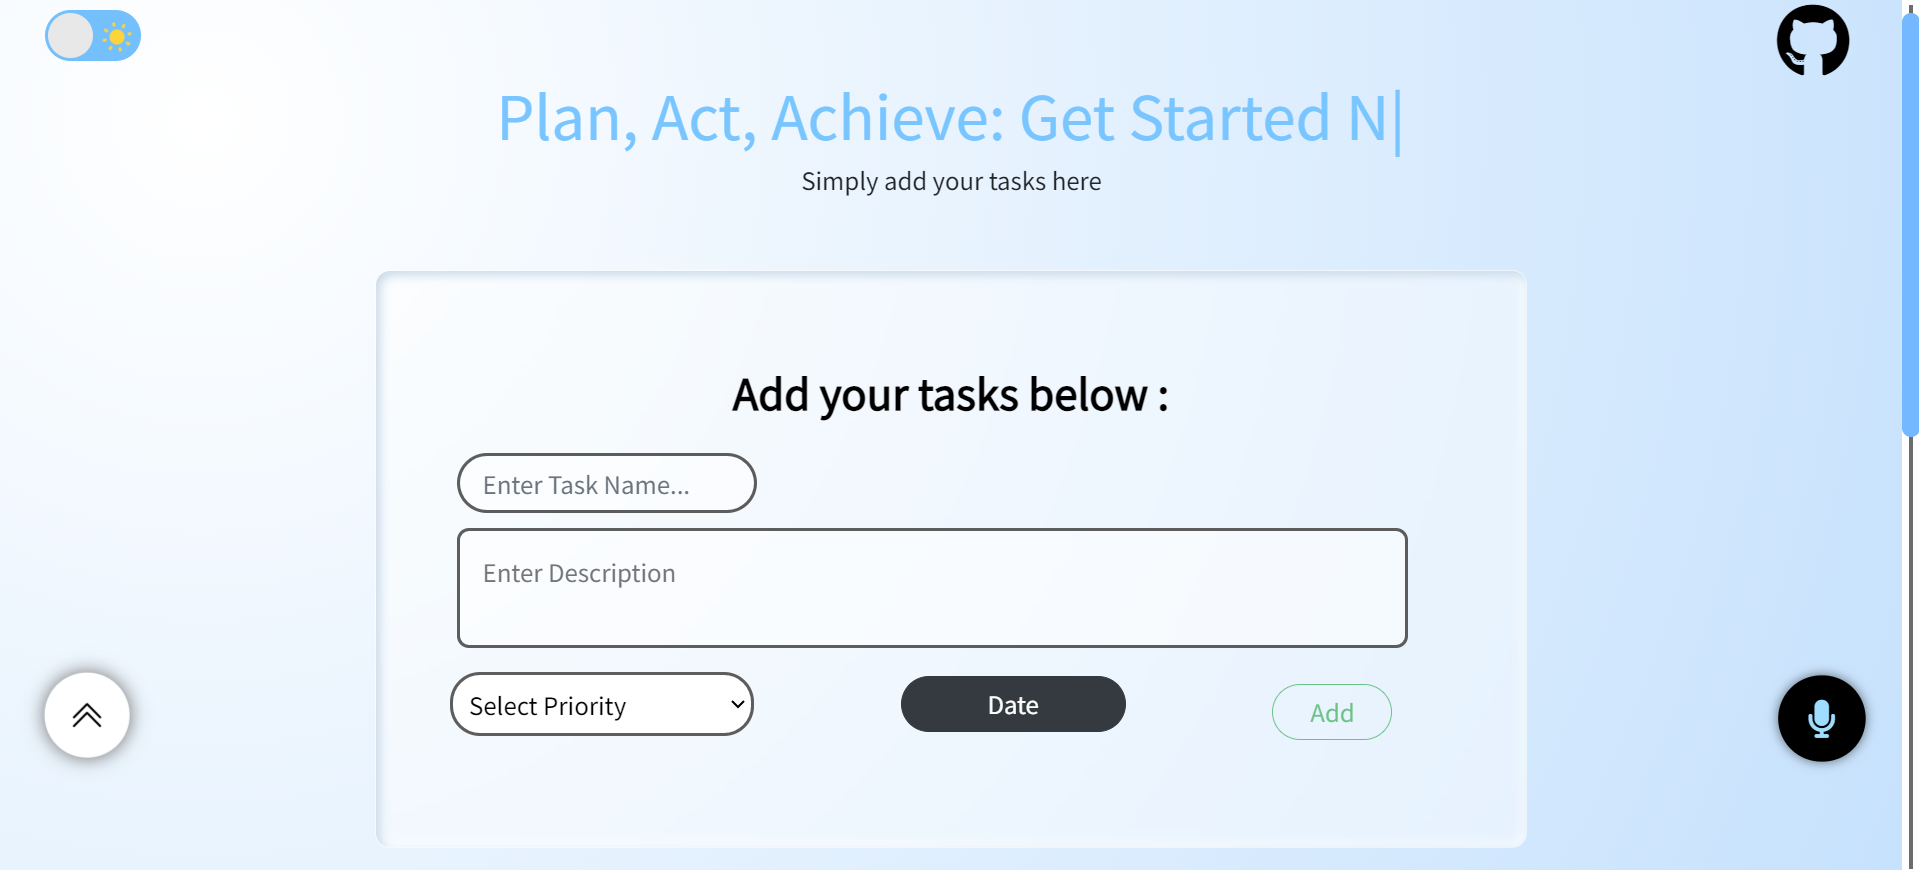 Plan, Act, Achieve: Get Started N|
Simply add your tasks here
Add your tasks below :
Enter Task Name...
Enter Description
Select Priority
Date
Add